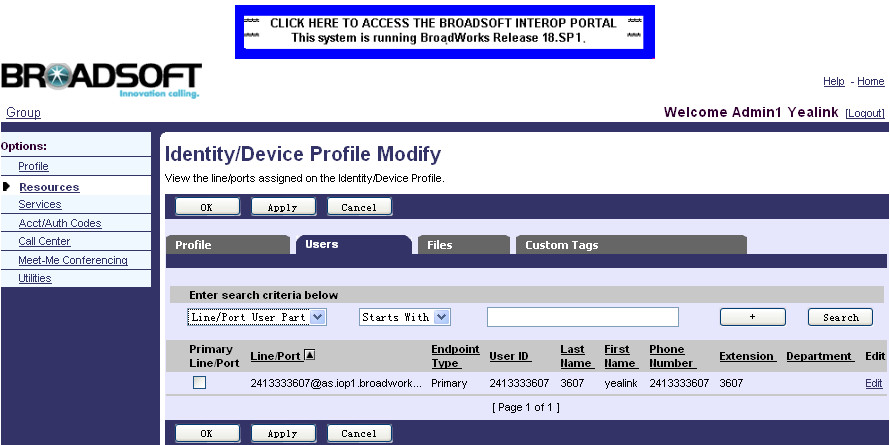 *** CLICK HERE TO ACCESS THE BROADSOFT INTEROP PORTAL ***
*** This system is running BroadWorks Release 18.SP1. ***
BROADSOFT
Innovation calling.
Help - Home
Group
Welcome Admin1 Yealink [Logout]
Options:
Profile
Resources
Services
Acct/Auth Codes
Call Center
Meet-Me Conferencing
Utilities
Identity/Device Profile Modify
View the line/ports assigned on the Identity/Device Profile.
OK Apply Cancel
Profile Users Files Custom Tags
Enter search criteria below
Line/Port User Part Starts With + Search
Primary Line/Port Line/Port Endpoint Type User ID Last Name First Name Phone Number Extension Department Edit
2413333607@as.iop1.broadwork... Primary 2413333607 3607 yealink 2413333607 3607 Edit
[ Page 1 of 1 ]
OK Apply Cancel